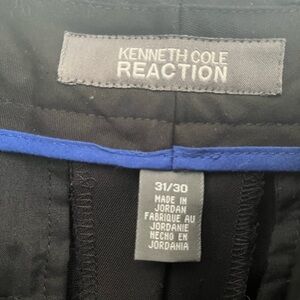 KENNETH COLE
REACTION
31/30
MADE IN
JORDAN
FABRIQUE AU
JORDANIE
HECHO EN
JORDANIA